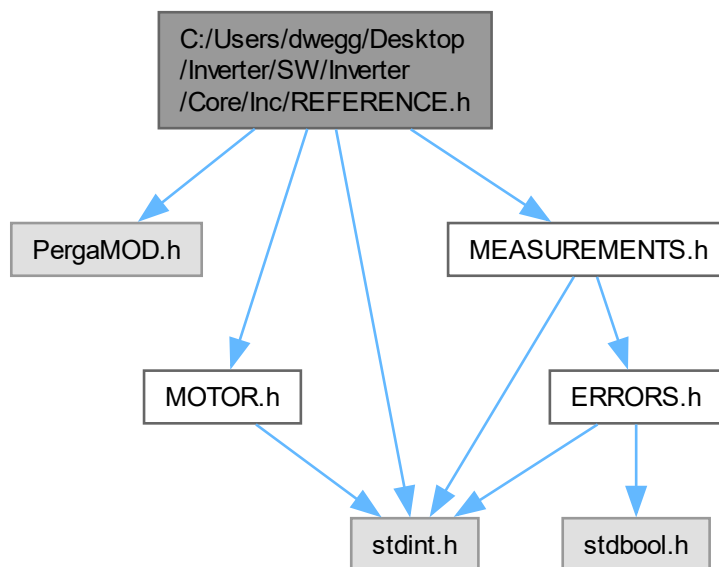 C:/Users/dwegg/Desktop
/Inverter/SW/Inverter
/Core/Inc/REFERENCE.h
PergaMOD.h
MEASUREMENTS.h
MOTOR.h
ERRORS.h
stdint.h
stdbool.h